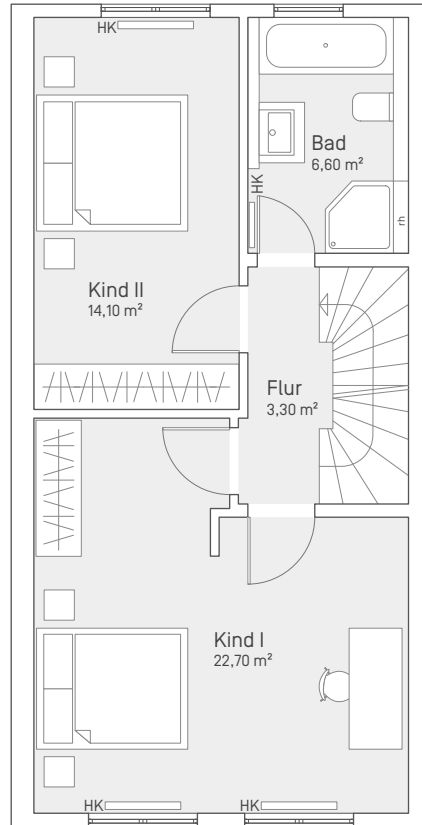 HK
Bad
6,60 m²
HK
rh
Kind II
14,10 m²
Flur
3,30 m²
Kind I
22,70 m²
HK
HK